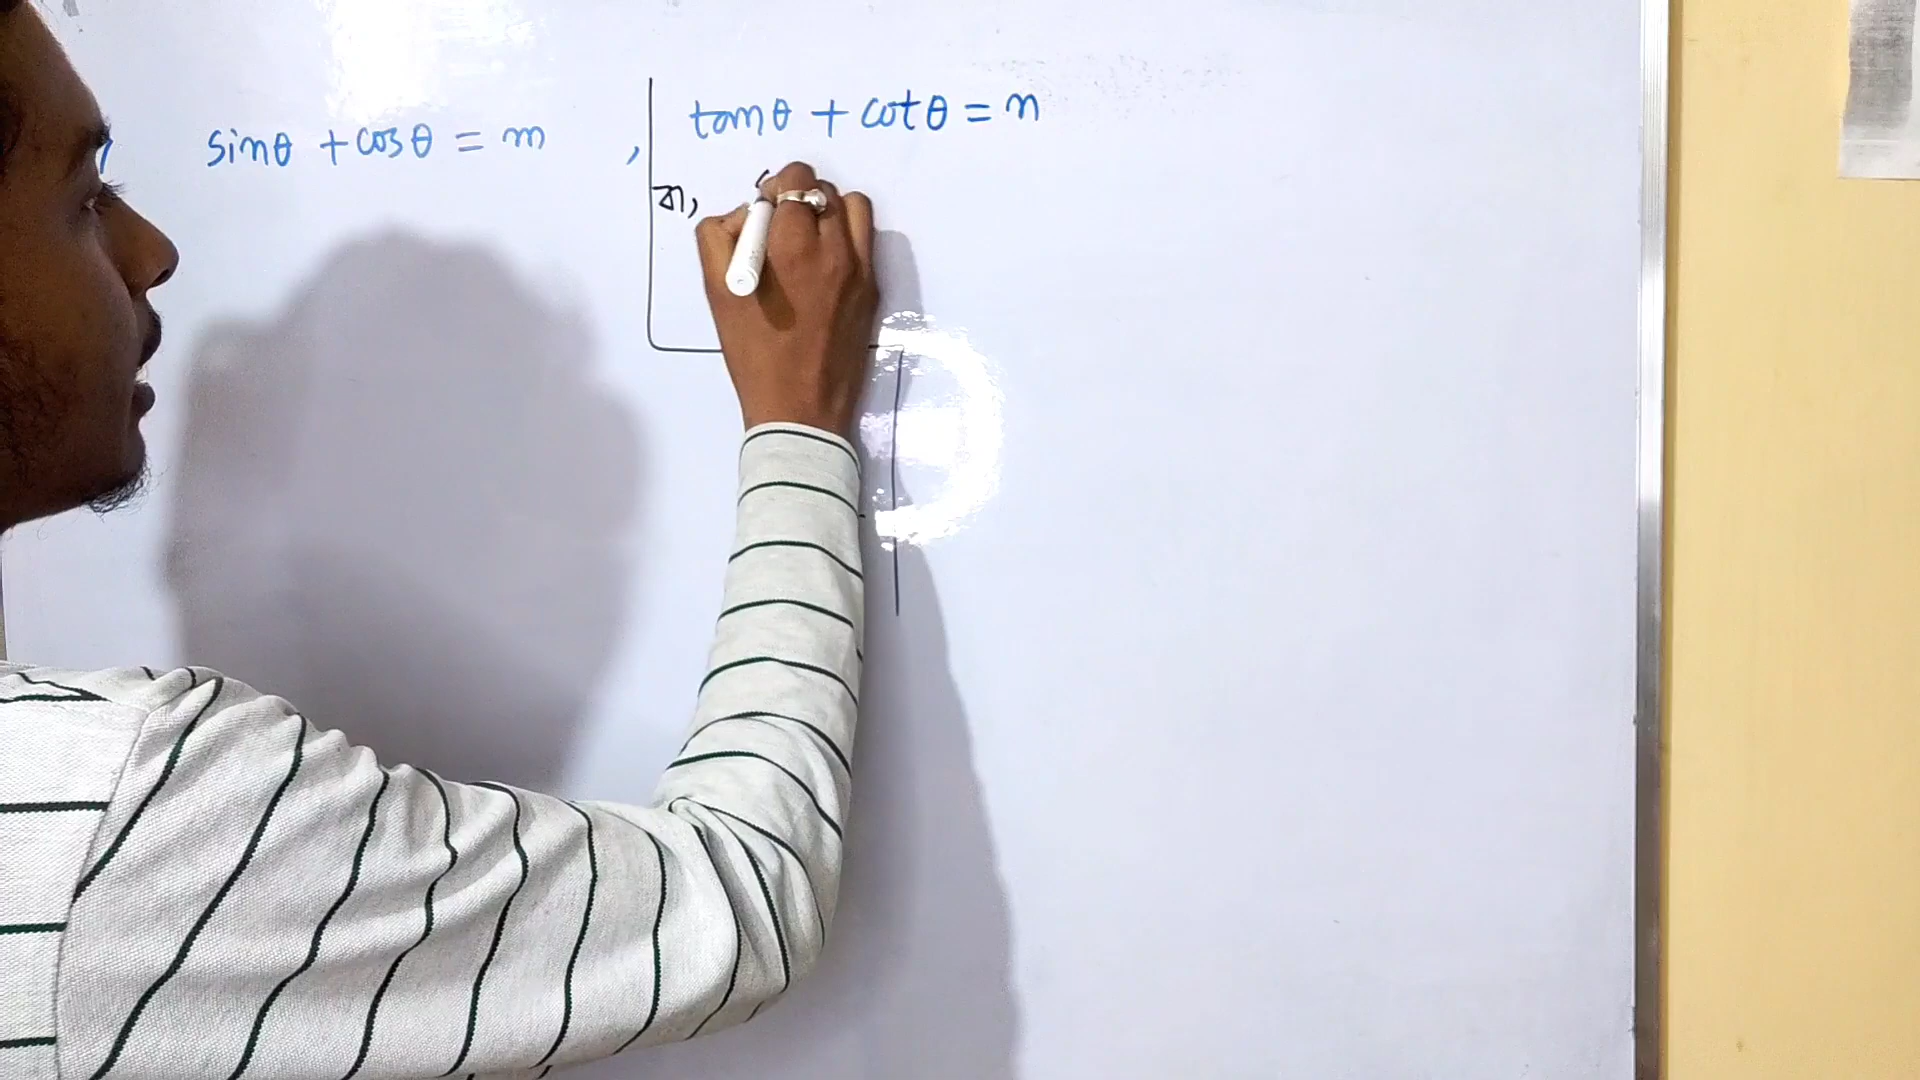 sinθ + cosθ = m , tanθ + cotθ = n
বা,